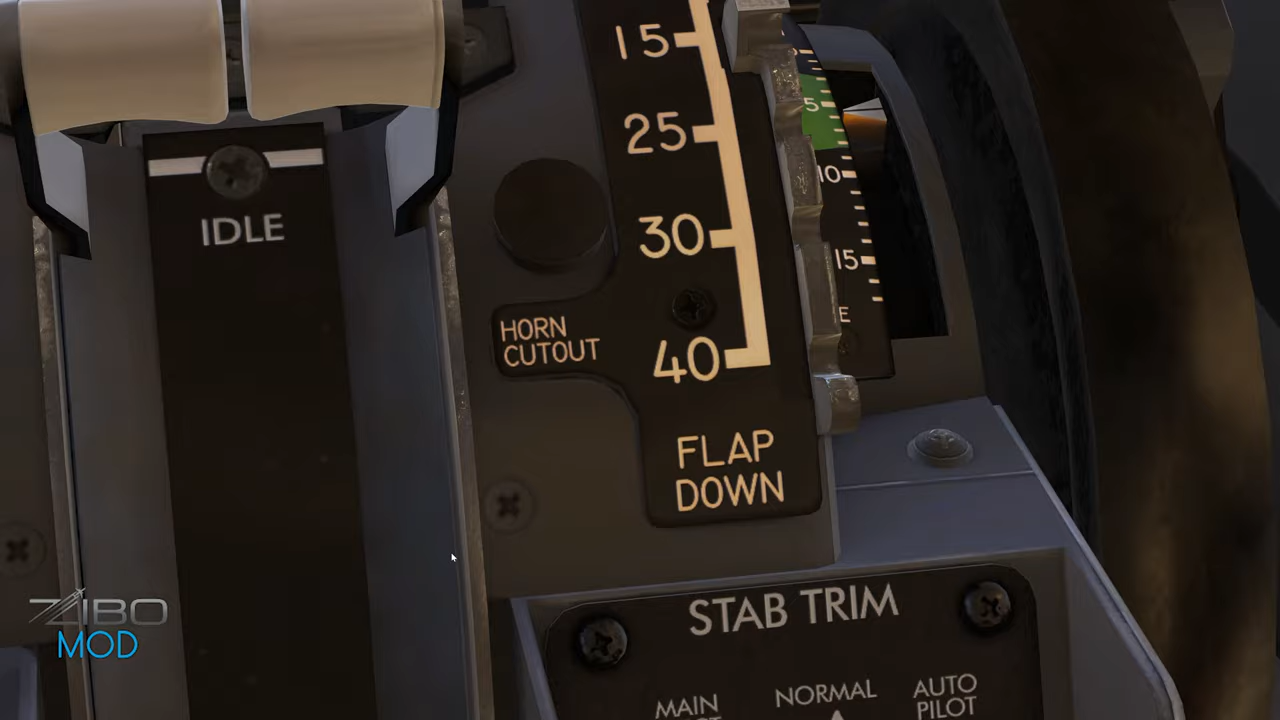 15
25
30
40
5
10
15
IDLE
HORN
CUTOUT
FLAP
DOWN
STAB TRIM
MAIN
NORMAL
AUTO
PILOT
ZIBO
MOD